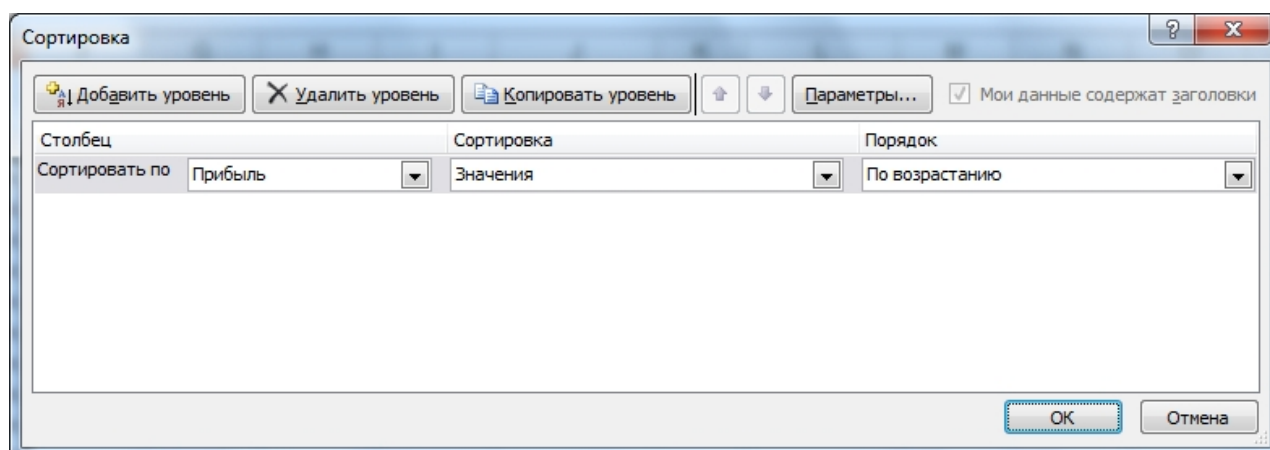 Сортировка
Добавить уровень Удалить уровень Копировать уровень Параметры... Мои данные содержат заголовки
Столбец Сортировка Порядок
Сортировать по Прибыль Значения По возрастанию
ОК Отмена